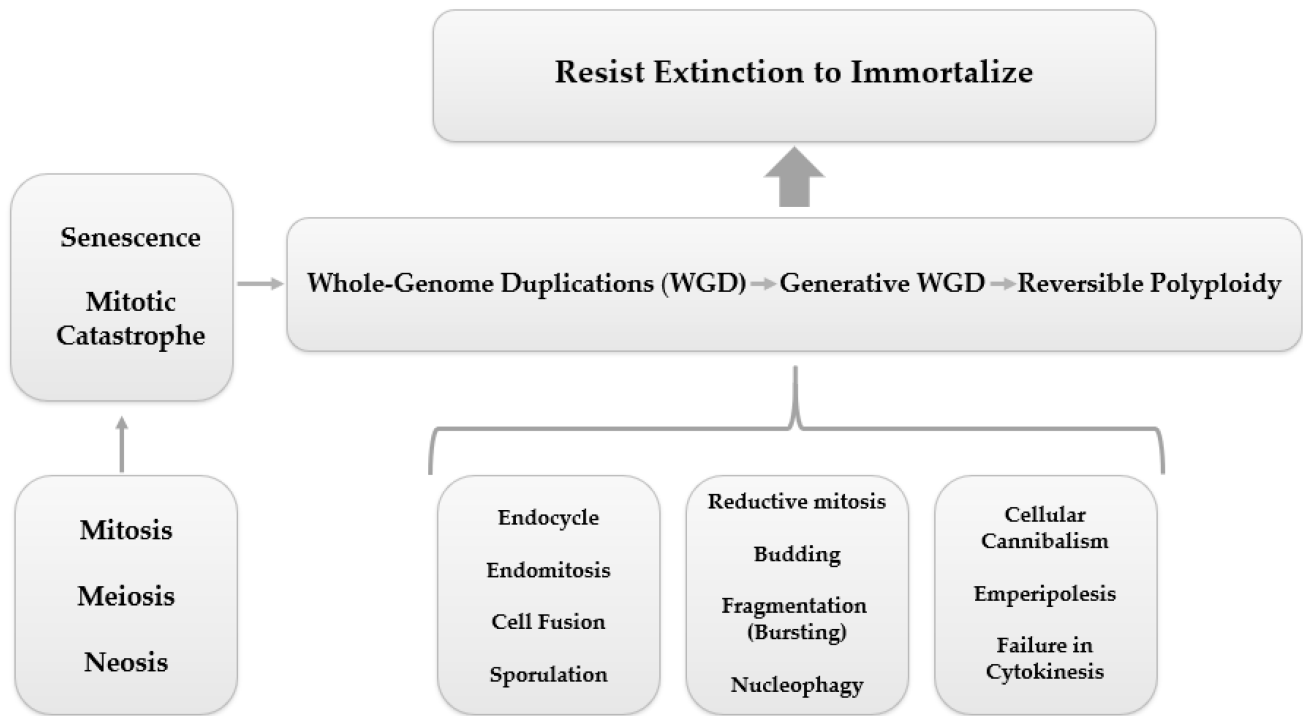 Resist Extinction to Immortalize
Senescence
Mitotic
Catastrophe
Whole-Genome Duplications (WGD)
Generative WGD
Reversible Polyploidy
Mitosis
Meiosis
Neosis
Endocycle
Endomitosis
Cell Fusion
Sporulation
Reductive mitosis
Budding
Fragmentation
(Bursting)
Nucleophagy
Cellular
Cannibalism
Emperipolesis
Failure in
Cytokinesis